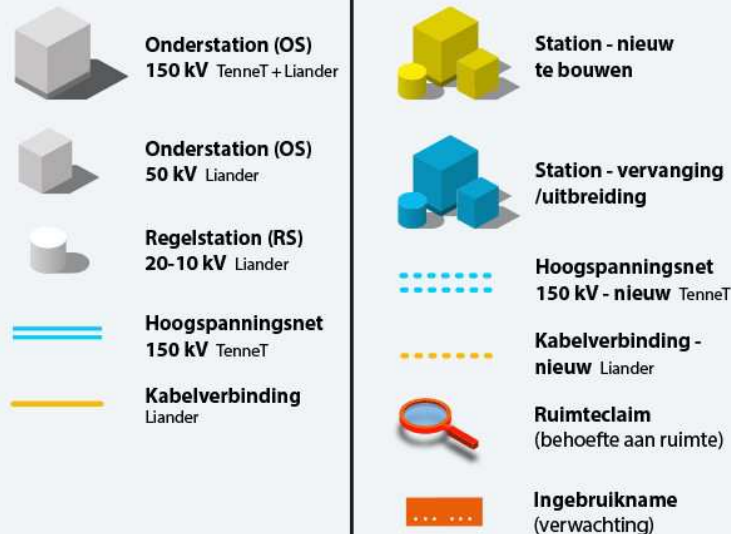 Onderstation (OS)
150 kV TenneT + Liander
Onderstation (OS)
50 kV Liander
Regelstation (RS)
20-10 kV Liander
Hoogspanningsnet
150 kV TenneT
Kabelverbinding
Liander
Station - nieuw
te bouwen
Station - vervanging
/uitbreiding
Hoogspanningsnet
150 kV - nieuw TenneT
Kabelverbinding -
nieuw Liander
Ruimteclaim
(behoefte aan ruimte)
Ingebruikname
(verwachting)